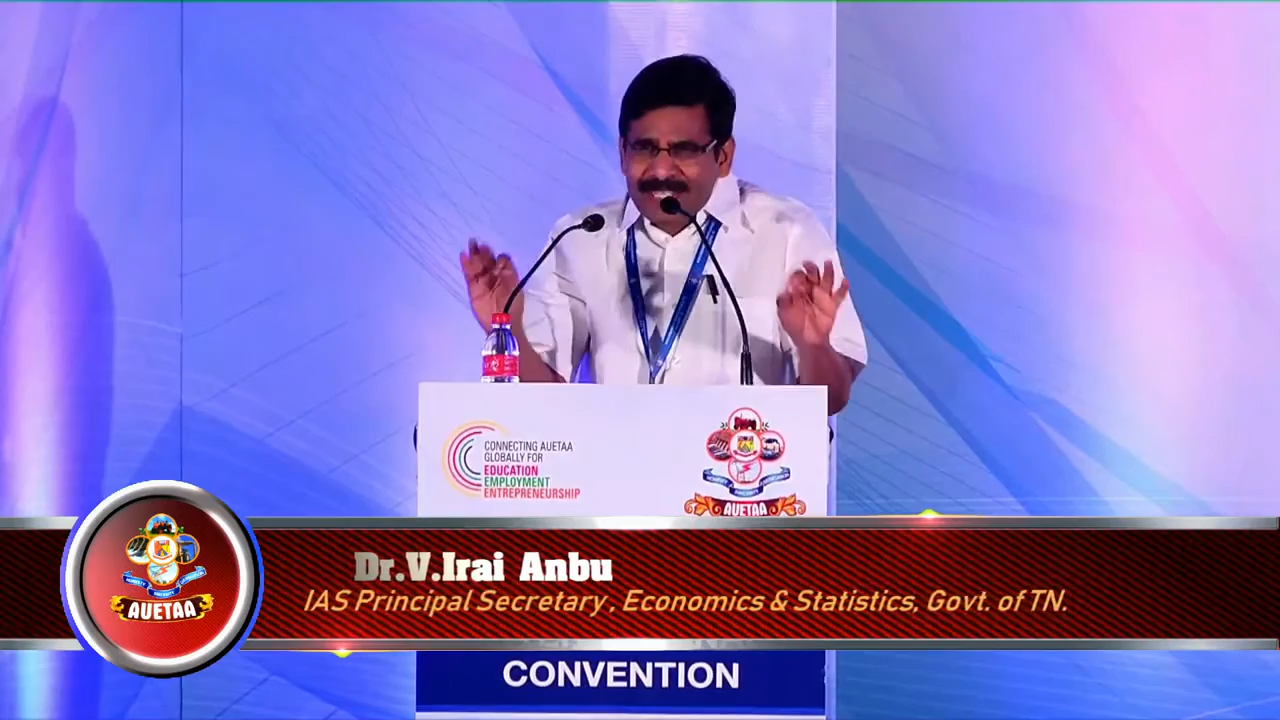 CONNECTING AUETAA
GLOBALLY FOR
EDUCATION
EMPLOYMENT
ENTREPRENEURSHIP
AUETAA
AUETAA
Dr.V.Irai Anbu
IAS Principal Secretary, Economics & Statistics, Govt. of TN.
CONVENTION